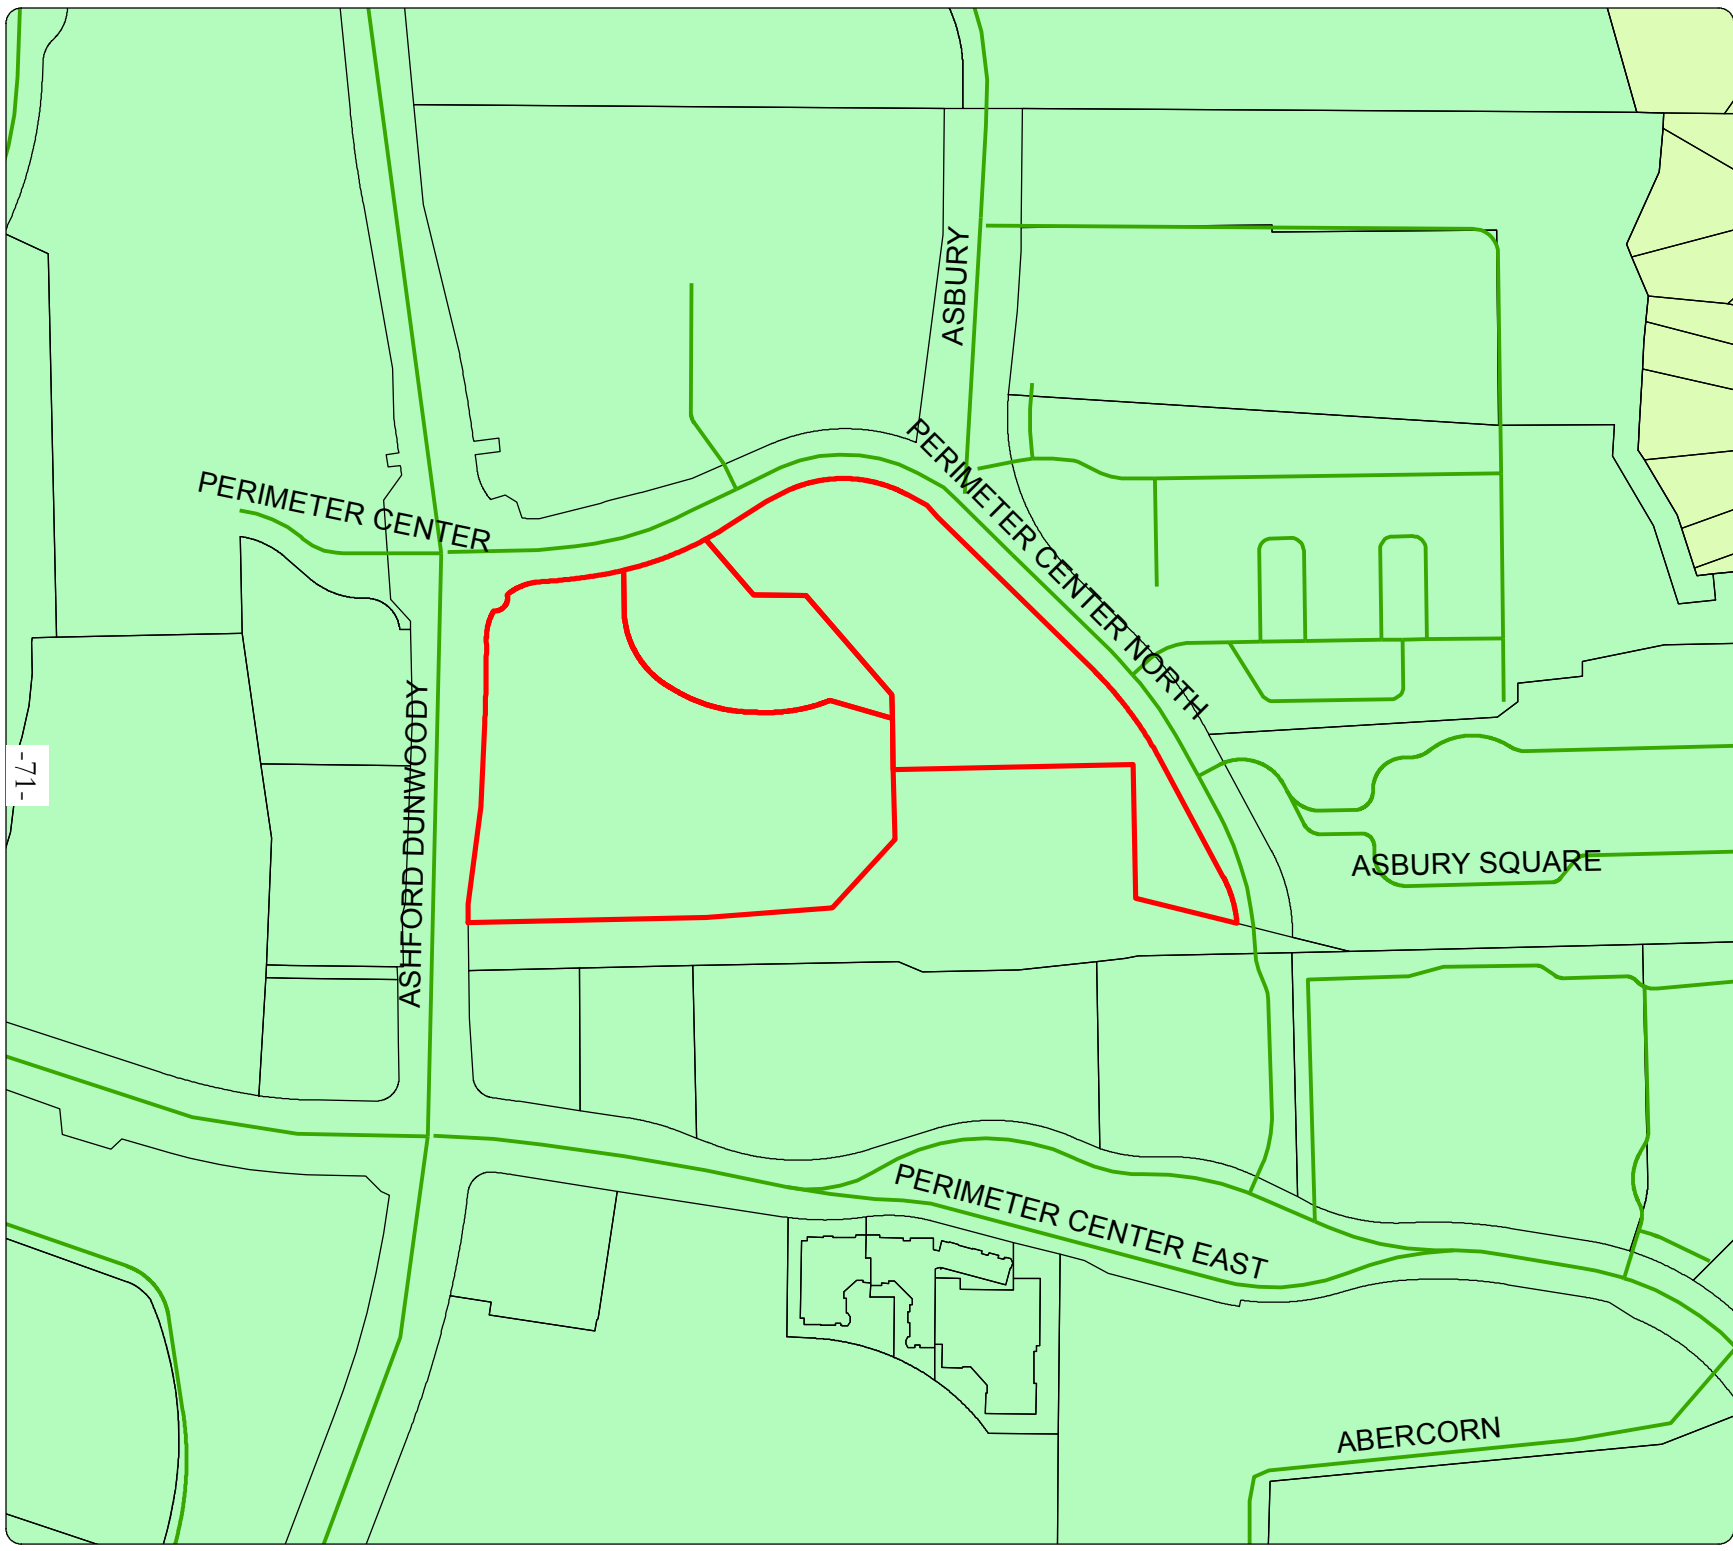 ASBURY
PERIMETER CENTER
PERIMETER CENTER NORTH
ASHFORD DUNWOODY
-71-
ASBURY SQUARE
PERIMETER CENTER EAST
ABERCORN